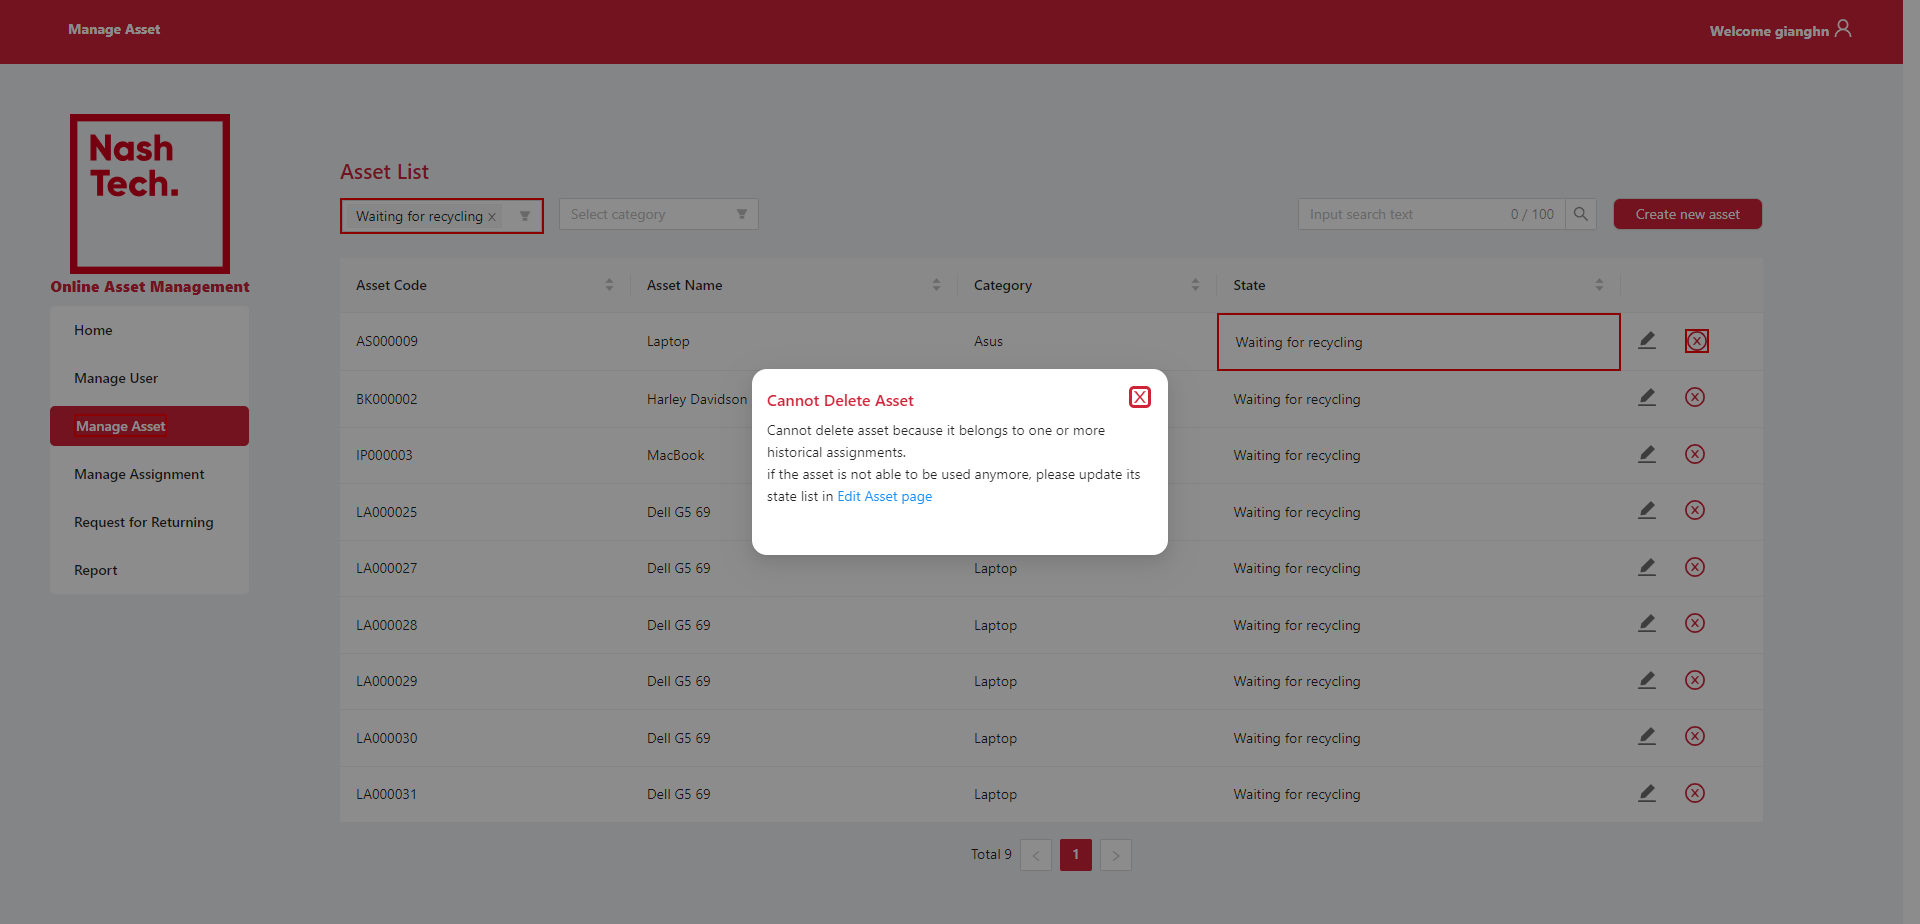 Manage Asset
Welcome gianghn
Nash
Tech.
Online Asset Management
Home
Manage User
Manage Asset
Manage Assignment
Request for Returning
Report
Asset List
Waiting for recycling x
Select category
Input search text 0 / 100
Create new asset
Asset Code Asset Name Category State
AS000009 Laptop Asus Waiting for recycling
BK000002 Harley Davidson Waiting for recycling
IP000003 MacBook Waiting for recycling
LA000025 Dell G5 69 Waiting for recycling
LA000027 Dell G5 69 Laptop Waiting for recycling
LA000028 Dell G5 69 Laptop Waiting for recycling
LA000029 Dell G5 69 Laptop Waiting for recycling
LA000030 Dell G5 69 Laptop Waiting for recycling
LA000031 Dell G5 69 Laptop Waiting for recycling
Cannot Delete Asset
Cannot delete asset because it belongs to one or more
historical assignments.
if the asset is not able to be used anymore, please update its
state list in Edit Asset page
Total 9 < 1 >